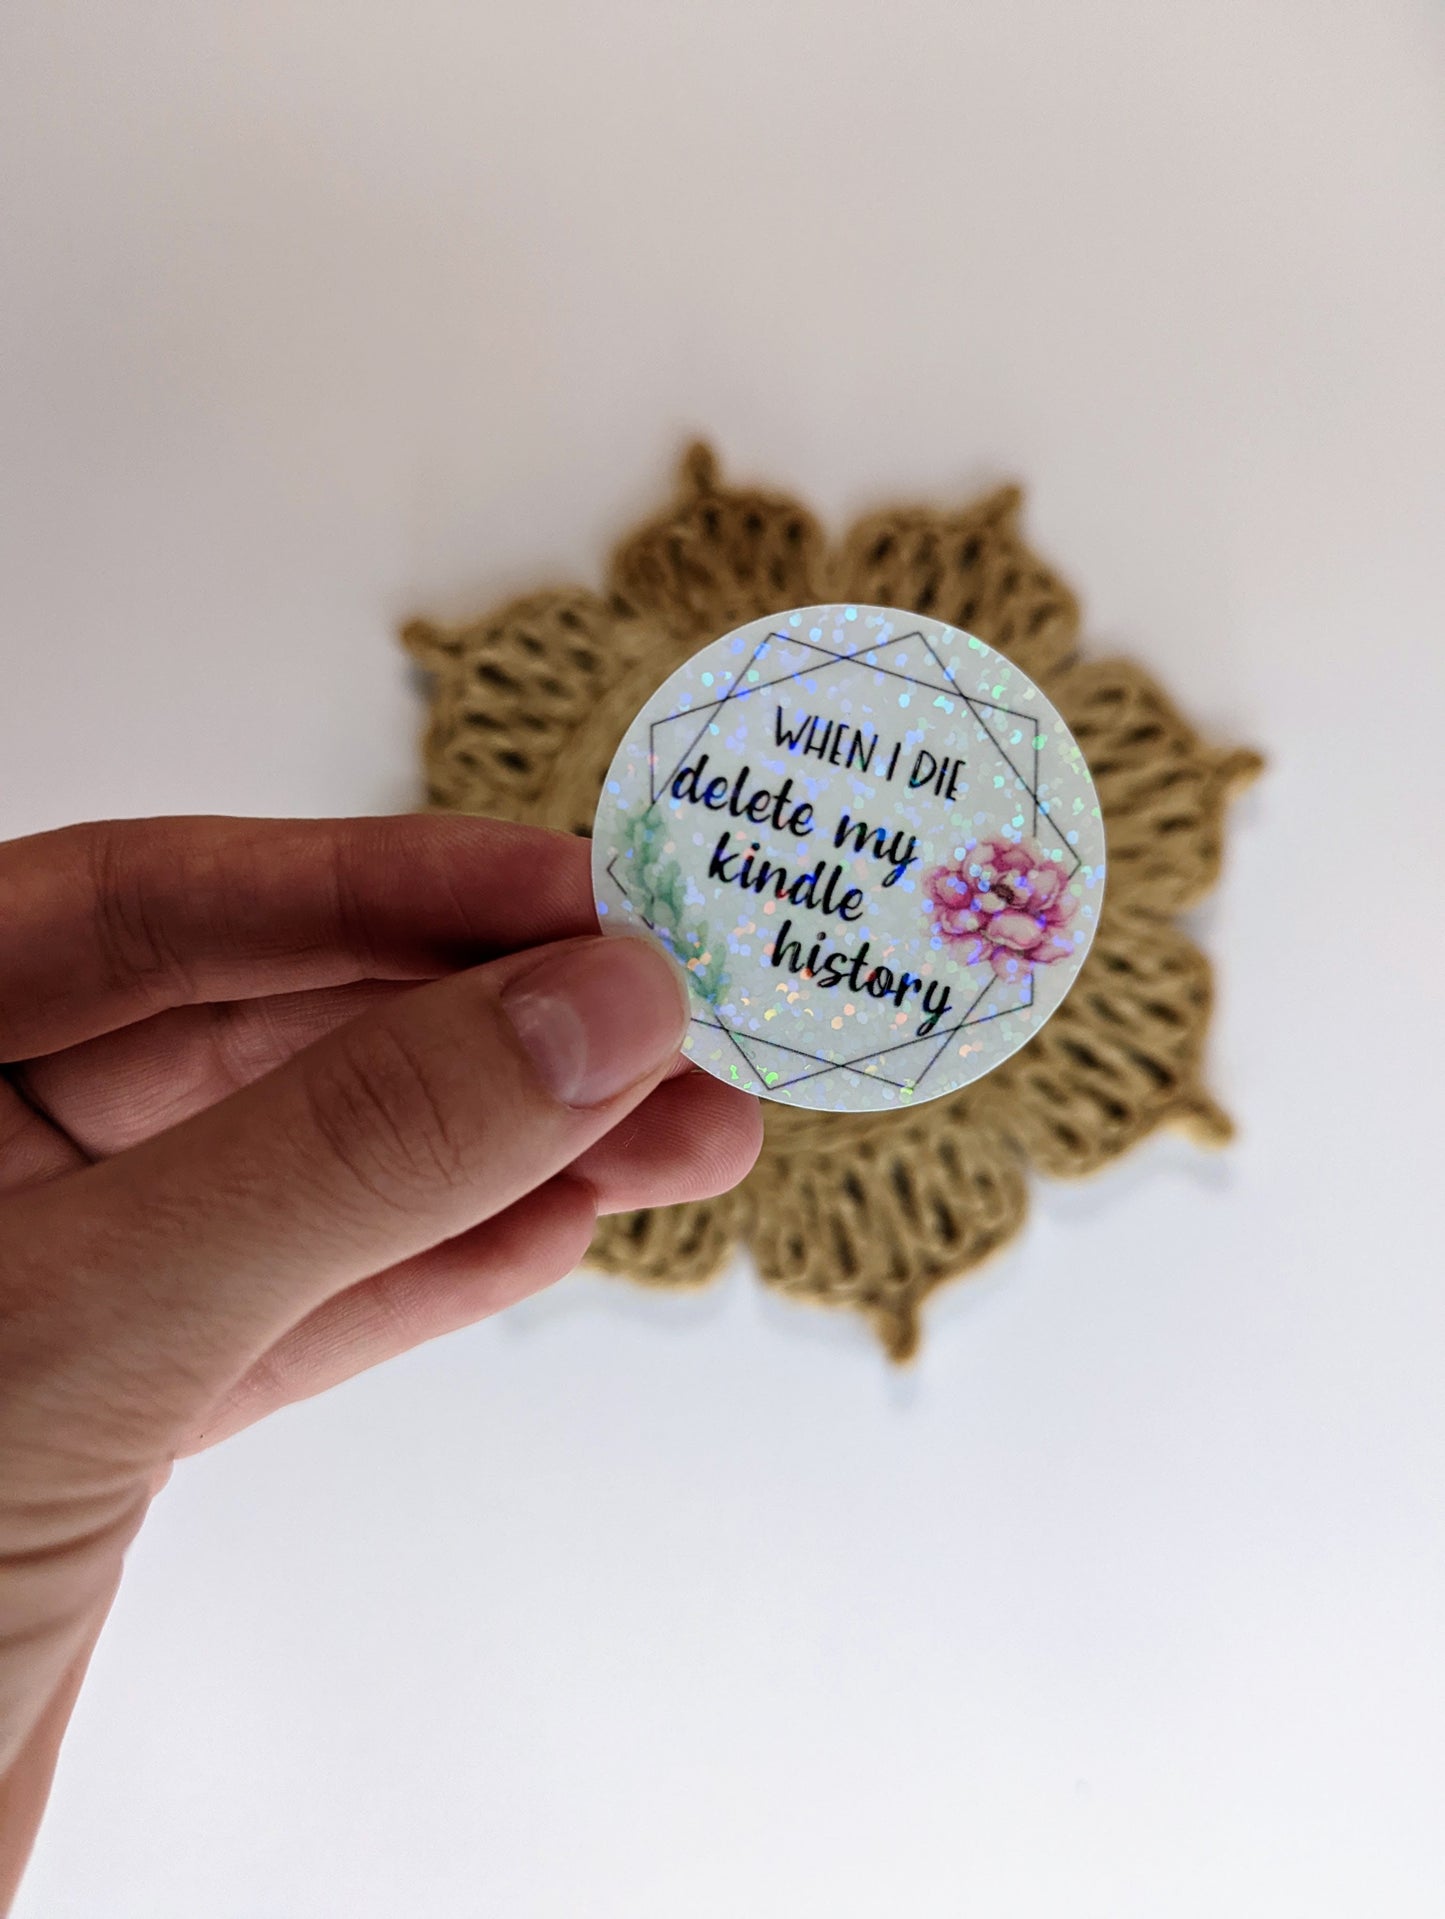 WHEN I DIE
delete my
kindle
history